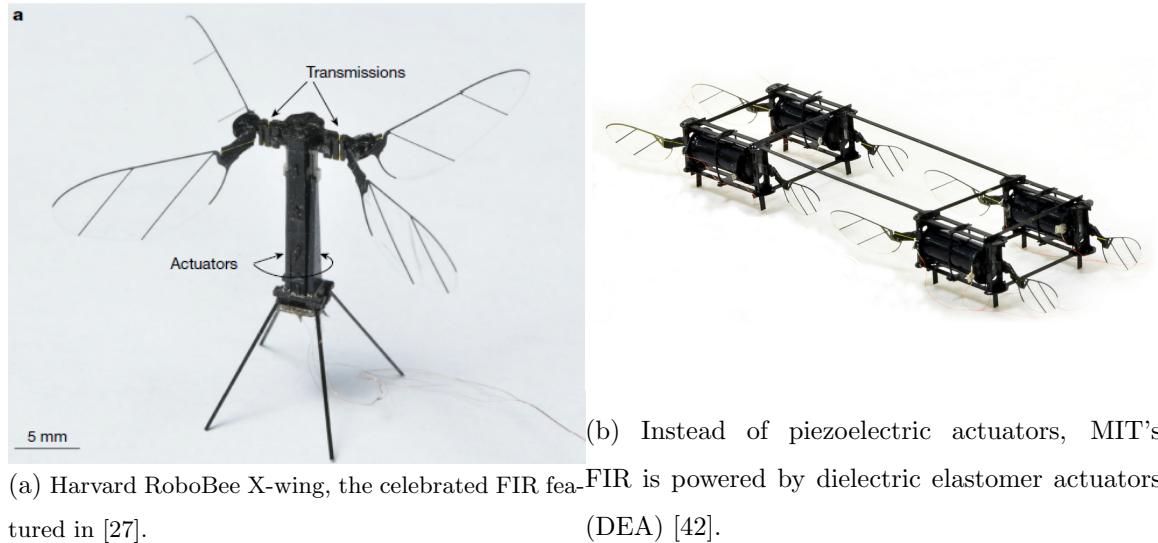 a
Transmissions
Actuators
5 mm
(a) Harvard RoboBee X-wing, the celebrated FIR fea-
tured in [27].
(b) Instead of piezoelectric actuators, MIT's
FIR is powered by dielectric elastomer actuators
(DEA) [42].